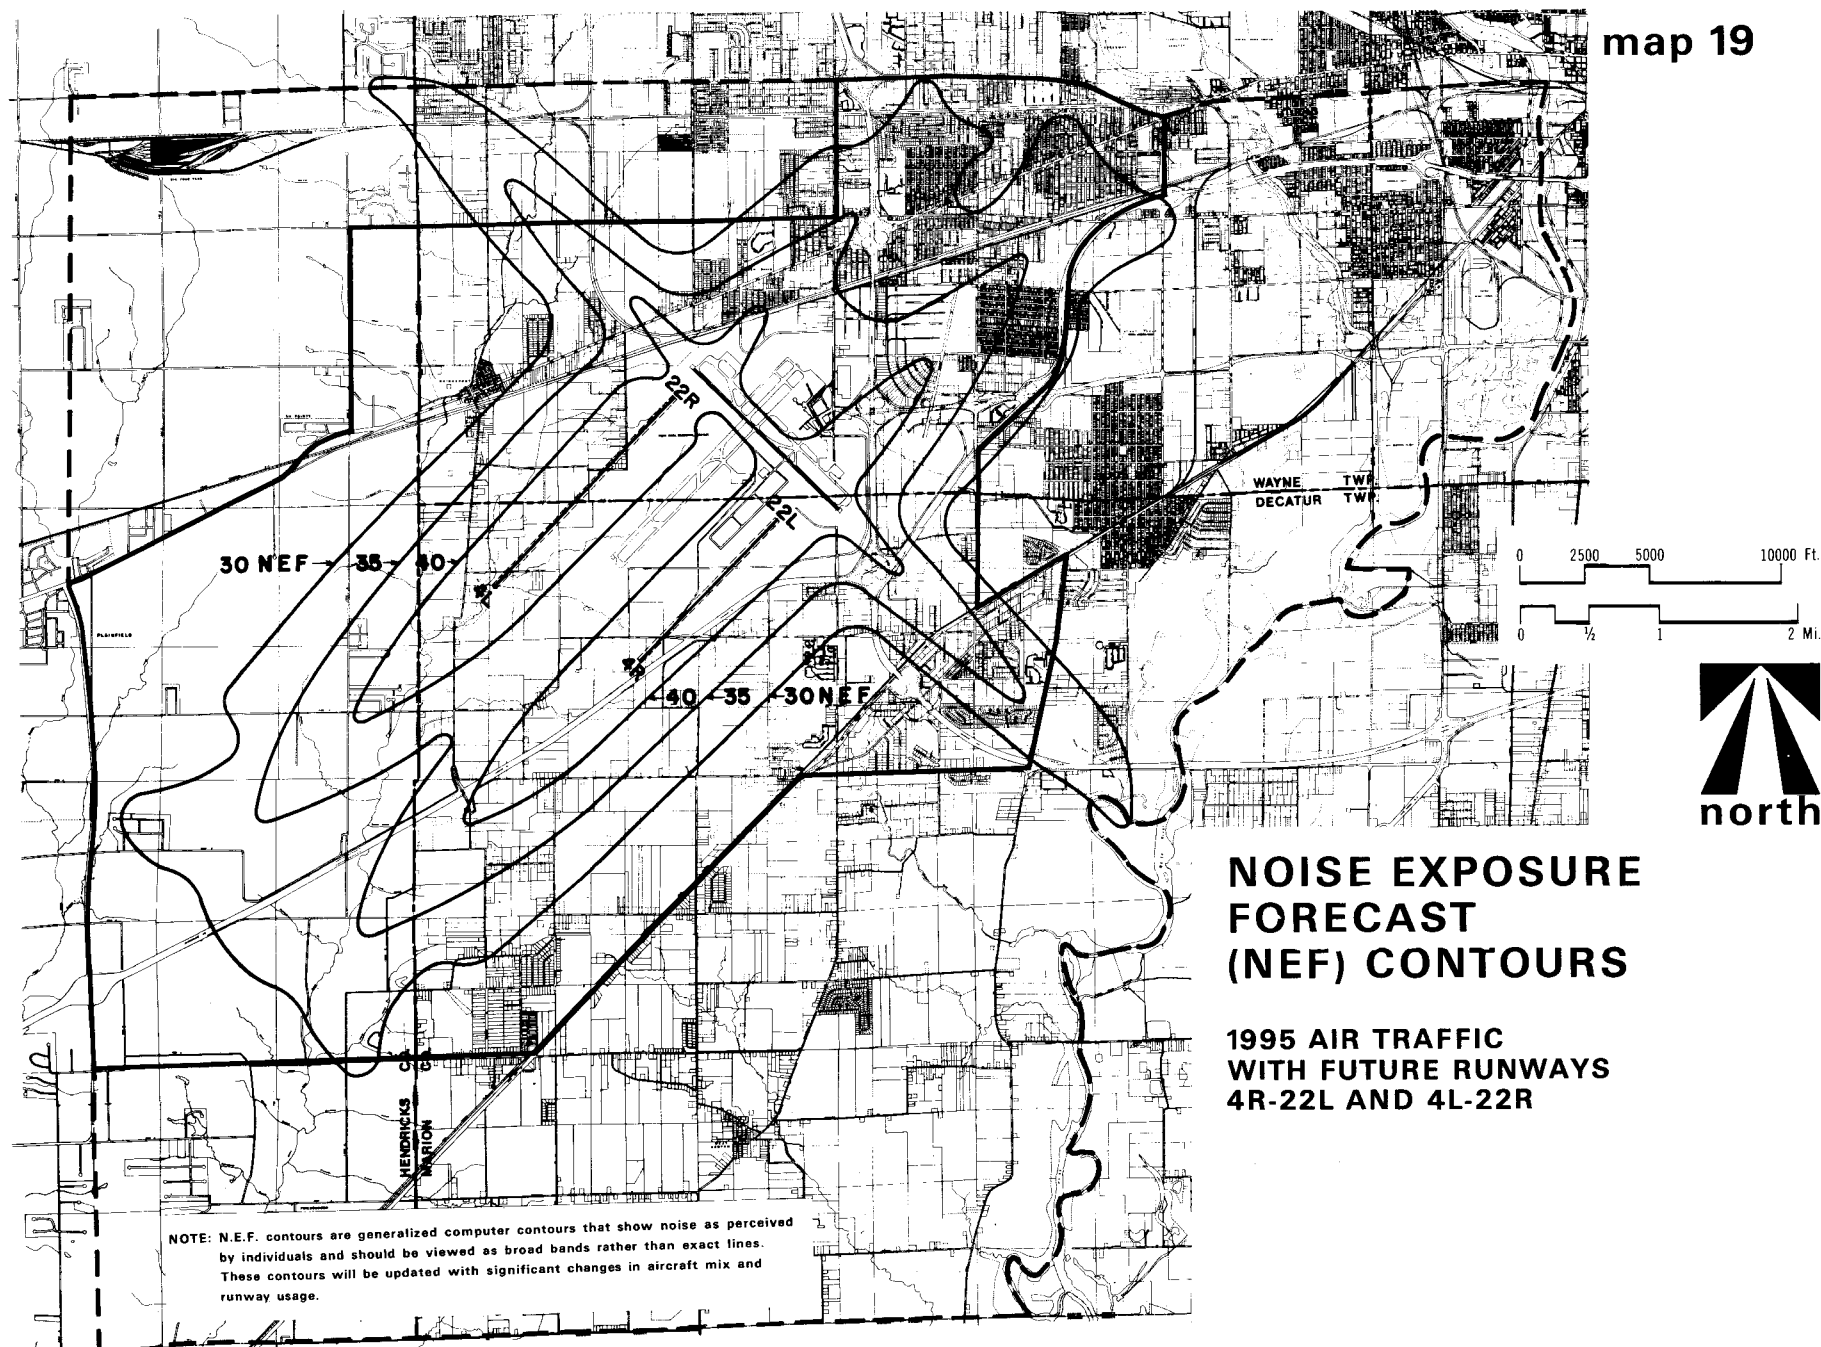 map 19
22R
22L
WAYNE TWP.
DECATUR TWP.
30 NEF 35 40
4L
4R
40 35 30 NEF
PLAINFIELD
0 2500 5000 10000 Ft.
0 ½ 1 2 Mi.
north
NOISE EXPOSURE
FORECAST
(NEF) CONTOURS
1995 AIR TRAFFIC
WITH FUTURE RUNWAYS
4R-22L AND 4L-22R
HENDRICKS CO.
MARION CO.
NOTE: N.E.F. contours are generalized computer contours that show noise as perceived
by individuals and should be viewed as broad bands rather than exact lines.
These contours will be updated with significant changes in aircraft mix and
runway usage.